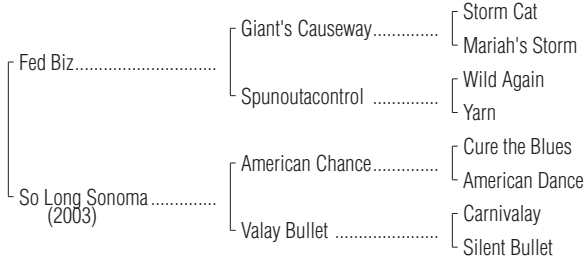 Storm Cat
Giant's Causeway..............
Mariah's Storm
Fed Biz..............................
Wild Again
Spunoutacontrol ..............
Yarn
Cure the Blues
American Chance..............
American Dance
So Long Sonoma..............
(2003)
Carnivalay
Valay Bullet ......................
Silent Bullet